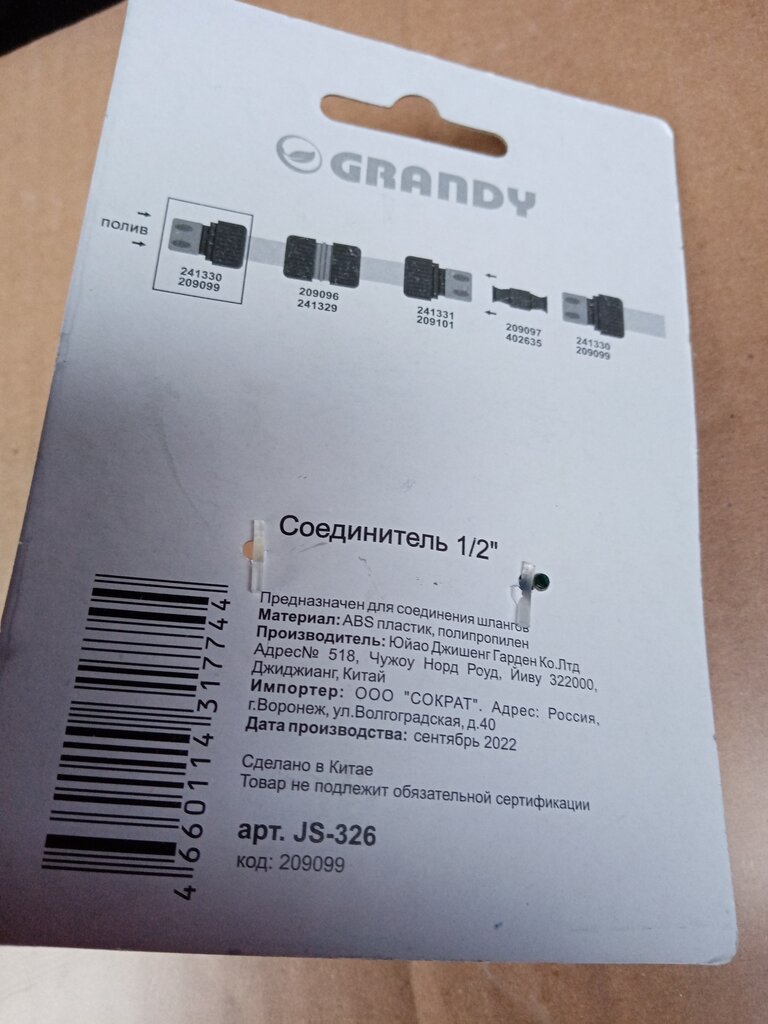 GRANDY
ПОЛИВ
241330
209099
209096
241329
241331
209101
209097
402635
241330
209099
Соединитель 1/2"
Предназначен для соединения шлангов
Материал: ABS пластик, полипропилен
Производитель: Юйао Джишенг Гарден Ко.Лтд
Адрес№ 518, Чужоу Норд Роуд, Йиву 322000,
Джиджианг, Китай
Импортер: ООО "СОКРАТ". Адрес: Россия,
г.Воронеж, ул.Волгоградская, д.40
Дата производства: сентябрь 2022
Сделано в Китае
Товар не подлежит обязательной сертификации
арт. JS-326
код: 209099
4660114317744